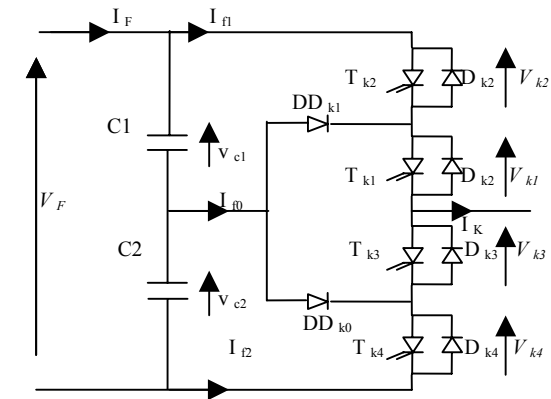 I F
I f1
T k2
D k2
V k2
DD k1
C1
v c1
T k1
D k2
V k1
V F
I f0
I K
C2
T k3
D k3
V k3
v c2
DD k0
I f2
T k4
D k4
V k4